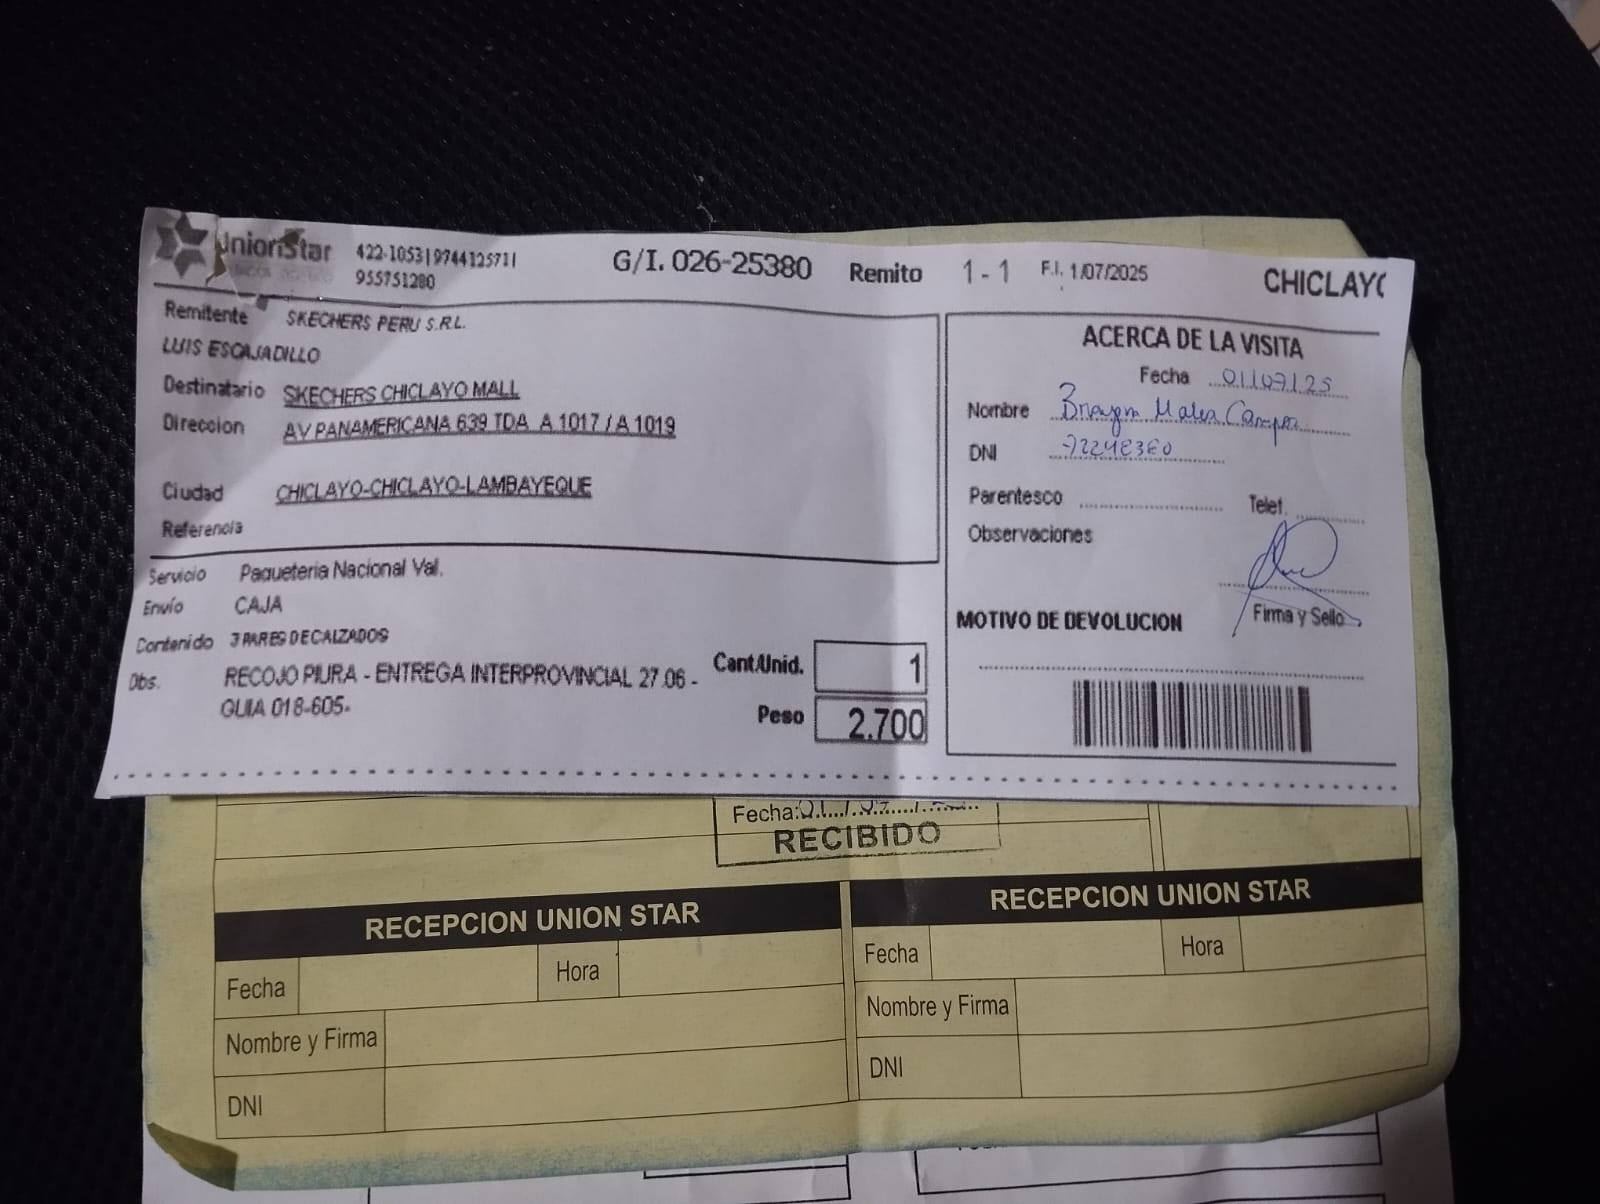 UnionStar 422-1053|974412571| G/I. 026-25380 Remito 1 - 1 F.I. 1/07/2025 CHICLAYO
955751280
Remitente SKECHERS PERU S.R.L.
LUIS ESCAJADILLO
Destinatario SKECHERS CHICLAYO MALL
Direccion AV PANAMERICANA 639 TDA A 1017 / A 1019
Ciudad CHICLAYO-CHICLAYO-LAMBAYEQUE
Referencia
Servicio Paqueteria Nacional Val.
Envío CAJA
Contenido 3 PARES DE CALZADOS
Obs. RECOJO PIURA - ENTREGA INTERPROVINCIAL 27.06 -
GUIA 018-605-
Cant/Unid. 1
Peso 2.700
ACERCA DE LA VISITA
Fecha 01/07/25
Nombre
DNI
Parentesco Telef.
Observaciones
Firma y Sello
MOTIVO DE DEVOLUCION
Fecha:
RECIBIDO
RECEPCION UNION STAR
Fecha Hora
Nombre y Firma
DNI
RECEPCION UNION STAR
Fecha Hora
Nombre y Firma
DNI